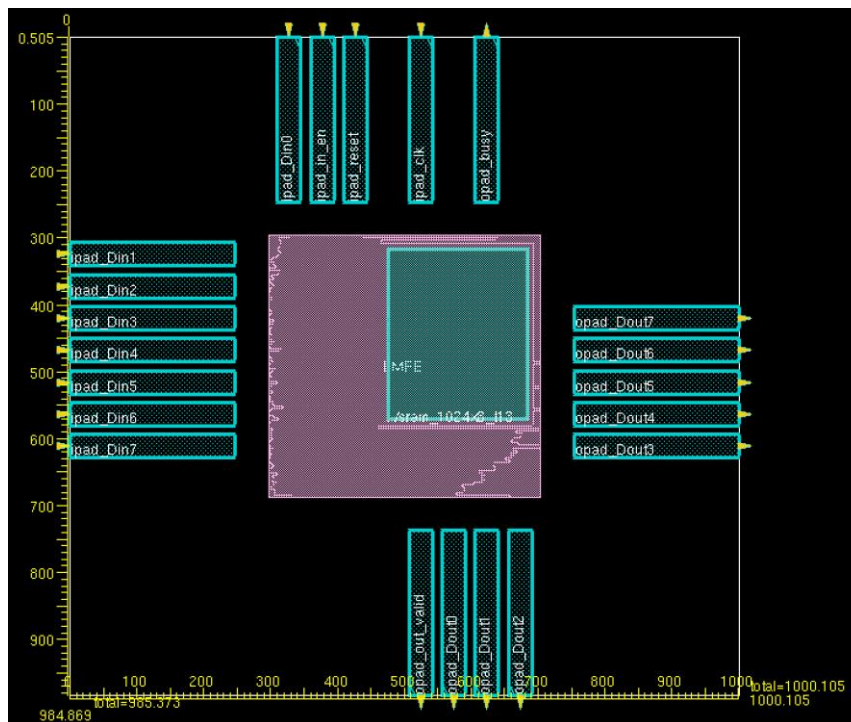 0
0.505
100
200
300
400
500
600
700
800
900
984.869
0
100
200
300
400
500
600
700
800
900
1000
total=985.373
total=1000.105
1000.105
ipad_Din0
ipad_in_en
ipad_reset
ipad_clk
opad_busy
ipad_Din1
ipad_Din2
ipad_Din3
ipad_Din4
ipad_Din5
ipad_Din6
ipad_Din7
opad_Dout7
opad_Dout6
opad_Dout5
opad_Dout4
opad_Dout3
opad_out_valid
opad_Dout0
opad_Dout1
opad_Dout2